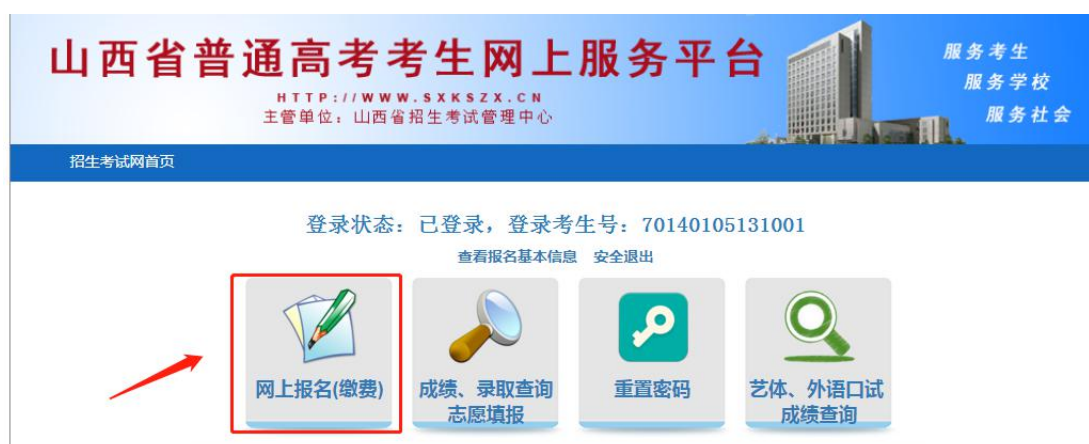 山西省普通高考考生网上服务平台
HTTP://WWW.SXKSZX.CN
主管单位：山西省招生考试管理中心
服务考生
服务学校
服务社会
招生考试网首页
登录状态：已登录，登录考生号：70140105131001
查看报名基本信息 安全退出
网上报名(缴费)
成绩、录取查询
志愿填报
重置密码
艺体、外语口试
成绩查询